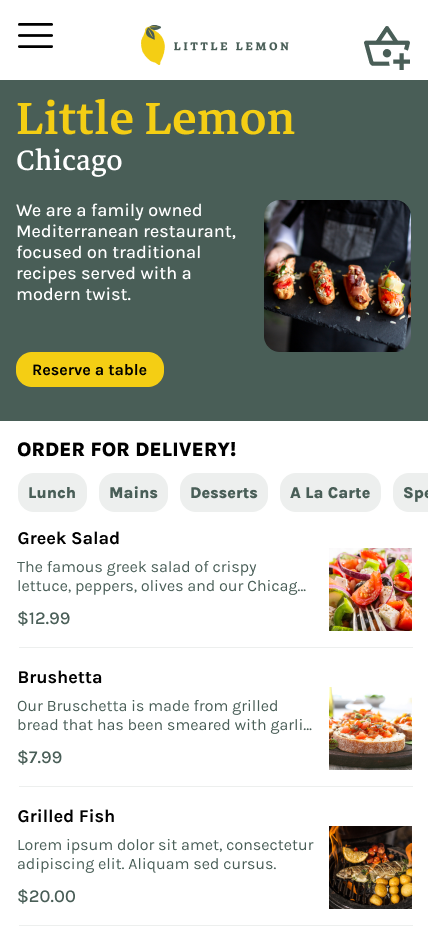 LITTLE LEMON
Little Lemon
Chicago
We are a family owned
Mediterranean restaurant,
focused on traditional
recipes served with a
modern twist.
Reserve a table
ORDER FOR DELIVERY!
Lunch Mains Desserts A La Carte Spe
Greek Salad
The famous greek salad of crispy
lettuce, peppers, olives and our Chicag...
$12.99
Brushetta
Our Bruschetta is made from grilled
bread that has been smeared with garli...
$7.99
Grilled Fish
Lorem ipsum dolor sit amet, consectetur
adipiscing elit. Aliquam sed cursus.
$20.00